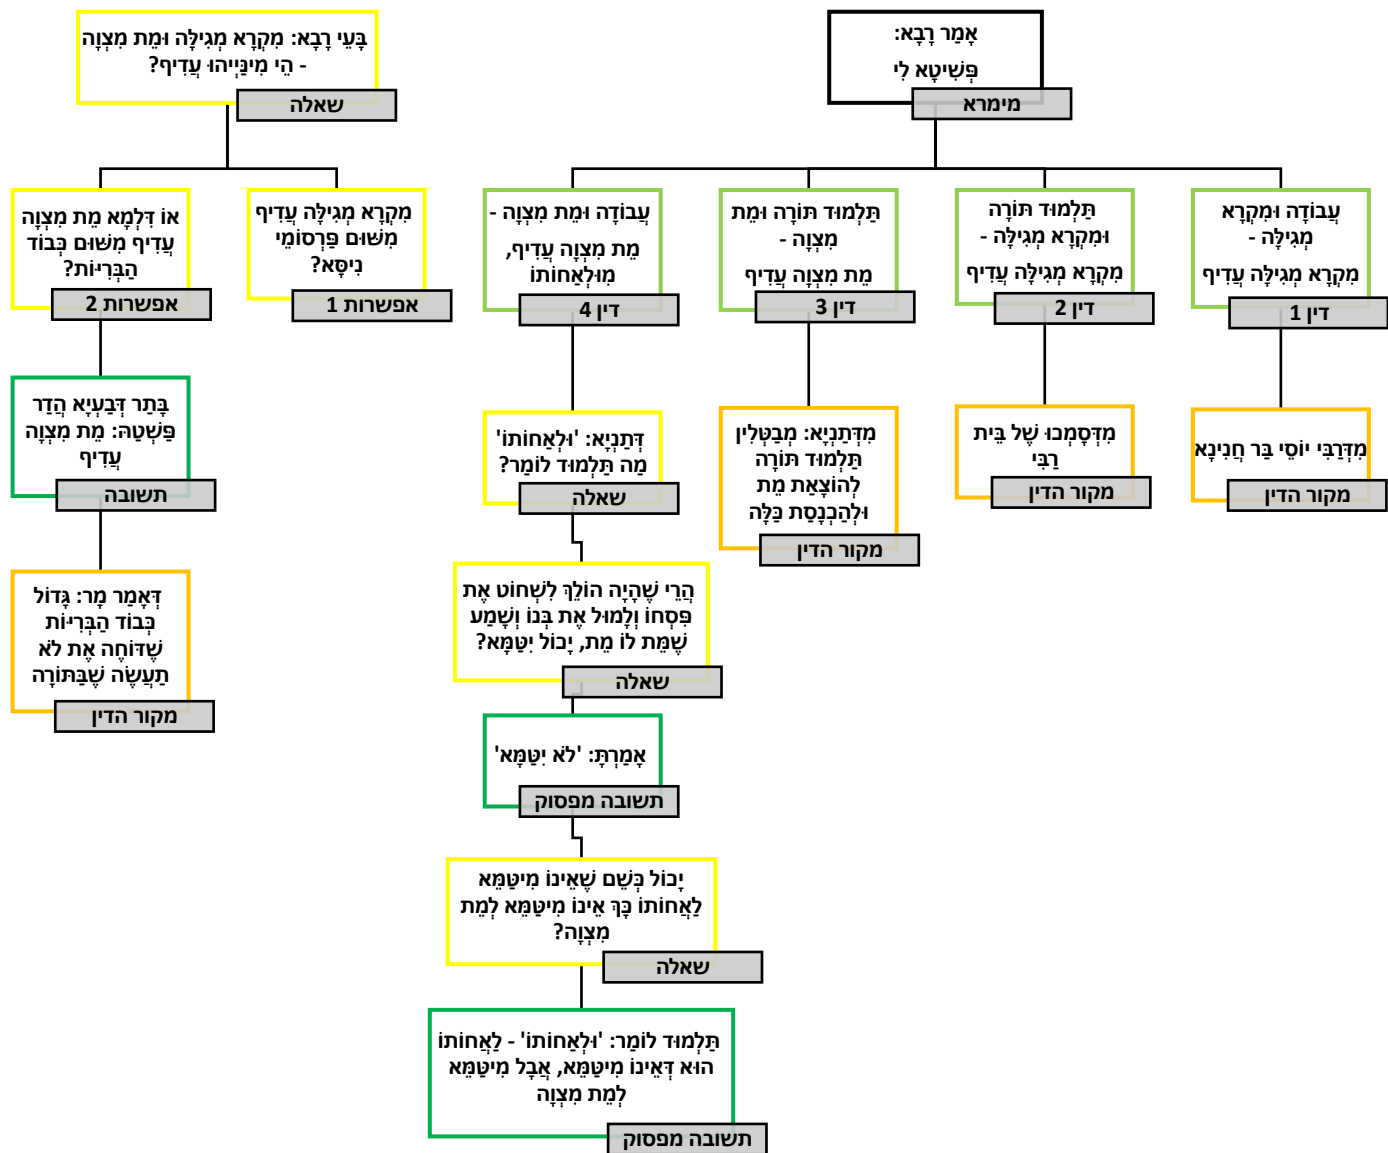 אָמַר רָבָא:
פְּשִׁיטָא לִי
מימרא
עֲבוֹדָה וּמִקְרָא
מְגִילָּה -
מִקְרָא מְגִילָּה עֲדִיף
דין 1
מִדְּרַבִּי יוֹסֵי בַּר חֲנִינָא
מקור הדין
תַּלְמוּד תּוֹרָה
וּמִקְרָא מְגִילָּה -
מִקְרָא מְגִילָּה עֲדִיף
דין 2
מִדְּסָמְכוּ שֶׁל בֵּית
רַבִּי
מקור הדין
תַּלְמוּד תּוֹרָה וּמֵת
מִצְוָה -
מֵת מִצְוָה עֲדִיף
דין 3
מִדְּתַנְיָא: מְבַטְּלִין
תַּלְמוּד תּוֹרָה
לְהוֹצָאַת מֵת
וּלְהַכְנָסַת כַּלָּה
מקור הדין
עֲבוֹדָה וּמֵת מִצְוָה -
מֵת מִצְוָה עֲדִיף,
מִוּלְאַחוֹתוֹ
דין 4
דְּתַנְיָא: 'וּלְאַחוֹתוֹ'
מַה תַּלְמוּד לוֹמַר?
שאלה
הֲרֵי שֶׁהָיָה הוֹלֵךְ לִשְׁחוֹט אֶת
פִּסְחוֹ וְלָמוּל אֶת בְּנוֹ וְשָׁמַע
שֶׁמֵּת לוֹ מֵת, יָכוֹל יִטַּמָּא?
שאלה
אָמַרְתָּ: 'לֹא יִטַּמָּא'
תשובה מפסוק
יָכוֹל כְּשֵׁם שֶׁאֵינוֹ מִיטַּמֵּא
לַאֲחוֹתוֹ כָּךְ אֵינוֹ מִיטַּמֵּא לְמֵת
מִצְוָה?
שאלה
תַּלְמוּד לוֹמַר: 'וּלְאַחוֹתוֹ' - לַאֲחוֹתוֹ
הוּא דְּאֵינוֹ מִיטַּמֵּא, אֲבָל מִיטַּמֵּא
לְמֵת מִצְוָה
תשובה מפסוק
בָּעֵי רָבָא: מִקְרָא מְגִילָּה וּמֵת מִצְוָה
- הֵי מִינַּיְיהוּ עֲדִיף?
שאלה
מִקְרָא מְגִילָּה עֲדִיף
מִשּׁוּם פַּרְסוֹמֵי
נִיסָּא?
אפשרות 1
אוֹ דִּלְמָא מֵת מִצְוָה
עֲדִיף מִשּׁוּם כְּבוֹד
הַבְּרִיּוֹת?
אפשרות 2
בָּתַר דְּבַעְיָא הֲדַר
פַּשְׁטַהּ: מֵת מִצְוָה
עֲדִיף
תשובה
דְּאָמַר מָר: גָּדוֹל
כְּבוֹד הַבְּרִיּוֹת
שֶׁדּוֹחֶה אֶת לֹא
תַעֲשֶׂה שֶׁבַּתּוֹרָה
מקור הדין